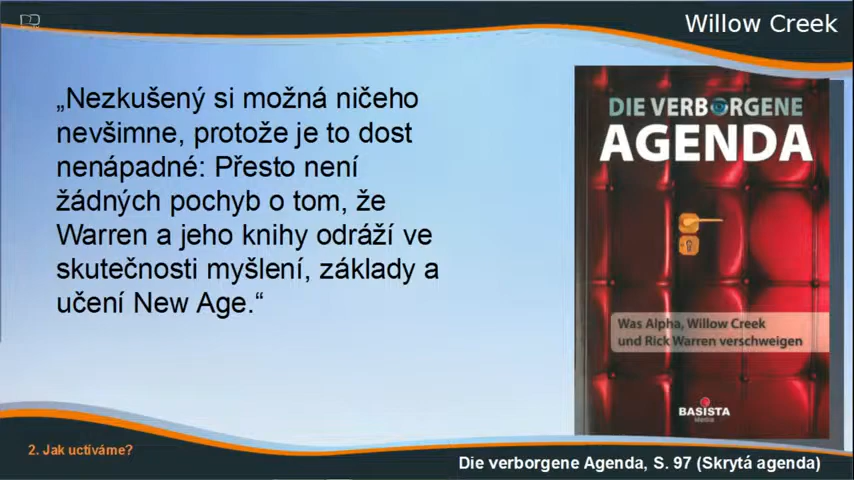 Willow Creek
„Nezkušený si možná ničeho
nevšimne, protože je to dost
nenápadné: Přesto není
žádných pochyb o tom, že
Warren a jeho knihy odráží ve
skutečnosti myšlení, základy a
učení New Age.“
DIE VERBORGENE
AGENDA
Was Alpha, Willow Creek
und Rick Warren verschweigen
BASISTA
Media
2. Jak uctíváme?
Die verborgene Agenda, S. 97 (Skrytá agenda)